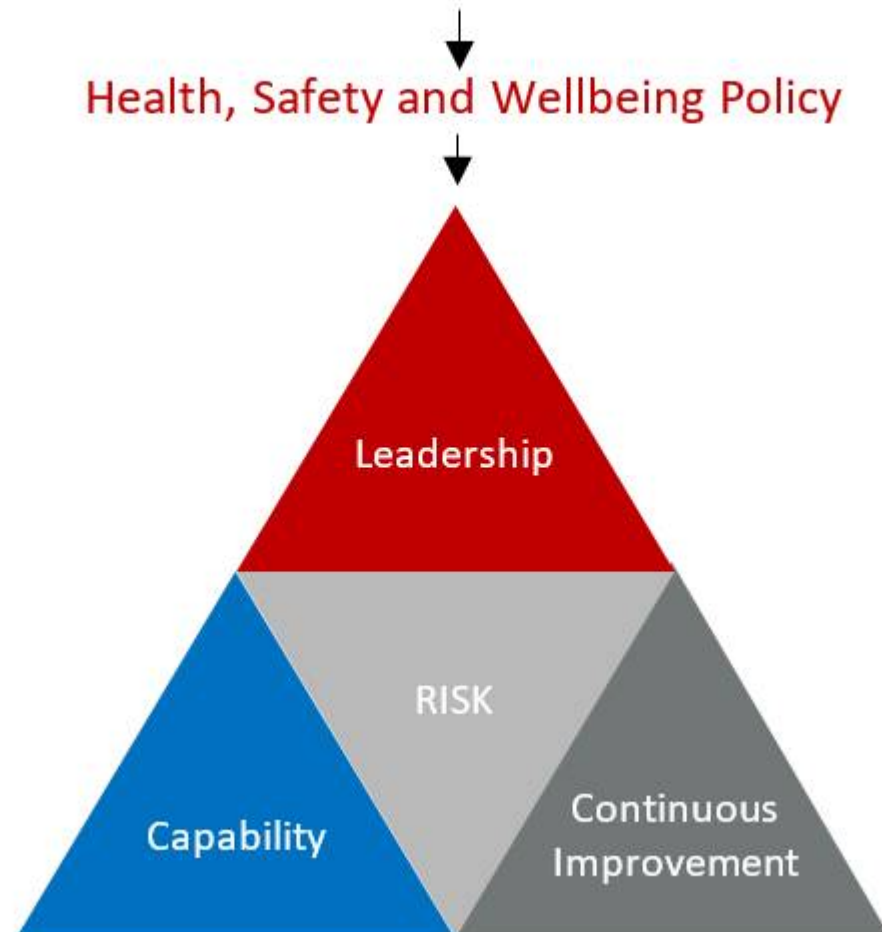 Health, Safety and Wellbeing Policy
Leadership
RISK
Capability
Continuous
Improvement